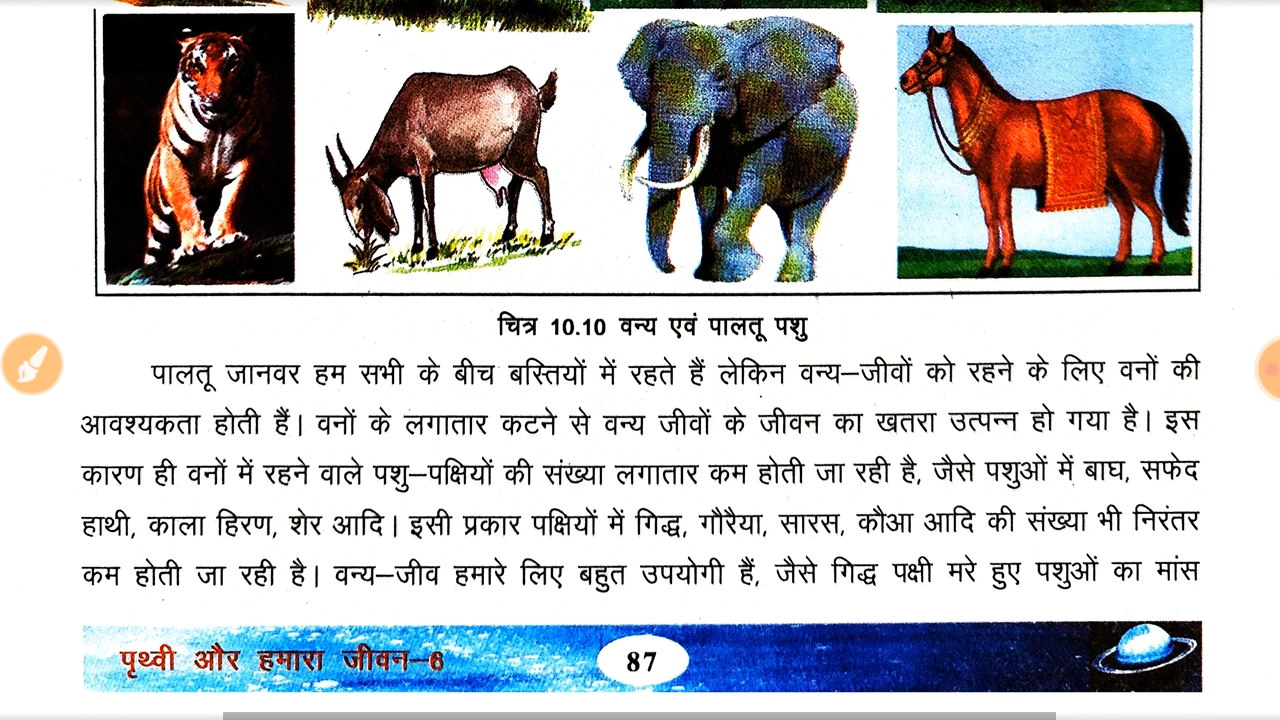 चित्र 10.10 वन्य एवं पालतू पशु
पालतू जानवर हम सभी के बीच बस्तियों में रहते हैं लेकिन वन्य–जीवों को रहने के लिए वनों की
आवश्यकता होती हैं। वनों के लगातार कटने से वन्य जीवों के जीवन का खतरा उत्पन्न हो गया है। इस
कारण ही वनों में रहने वाले पशु–पक्षियों की संख्या लगातार कम होती जा रही है, जैसे पशुओं में बाघ, सफेद
हाथी, काला हिरण, शेर आदि। इसी प्रकार पक्षियों में गिद्ध, गौरैया, सारस, कौआ आदि की संख्या भी निरंतर
कम होती जा रही है। वन्य–जीव हमारे लिए बहुत उपयोगी हैं, जैसे गिद्ध पक्षी मरे हुए पशुओं का मांस
पृथ्वी और हमारा जीवन–6
87